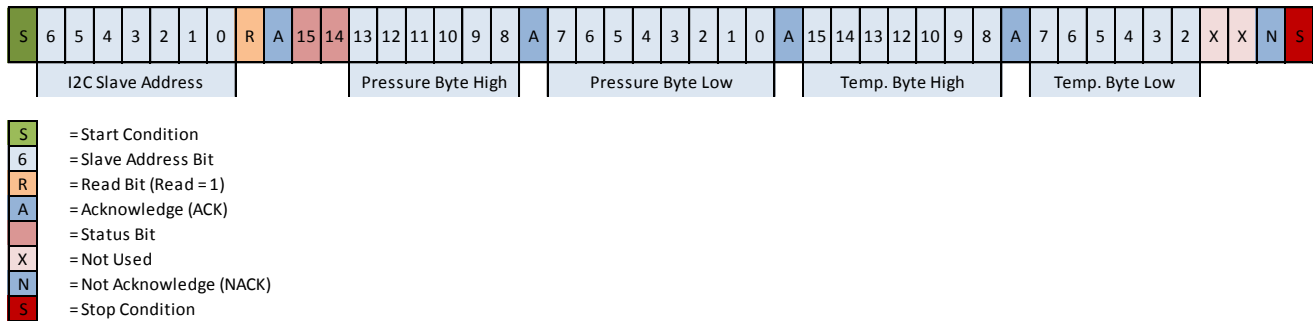 S 6 5 4 3 2 1 0 R A 15 14 13 12 11 10 9 8 A 7 6 5 4 3 2 1 0 A 15 14 13 12 10 9 8 A 7 6 5 4 3 2 X X N S
I2C Slave Address Pressure Byte High Pressure Byte Low Temp. Byte High Temp. Byte Low
S =Start Condition
6 =Slave Address Bit
R =Read Bit (Read = 1)
A =Acknowledge (ACK)
=Status Bit
X =Not Used
N =Not Acknowledge (NACK)
S =Stop Condition